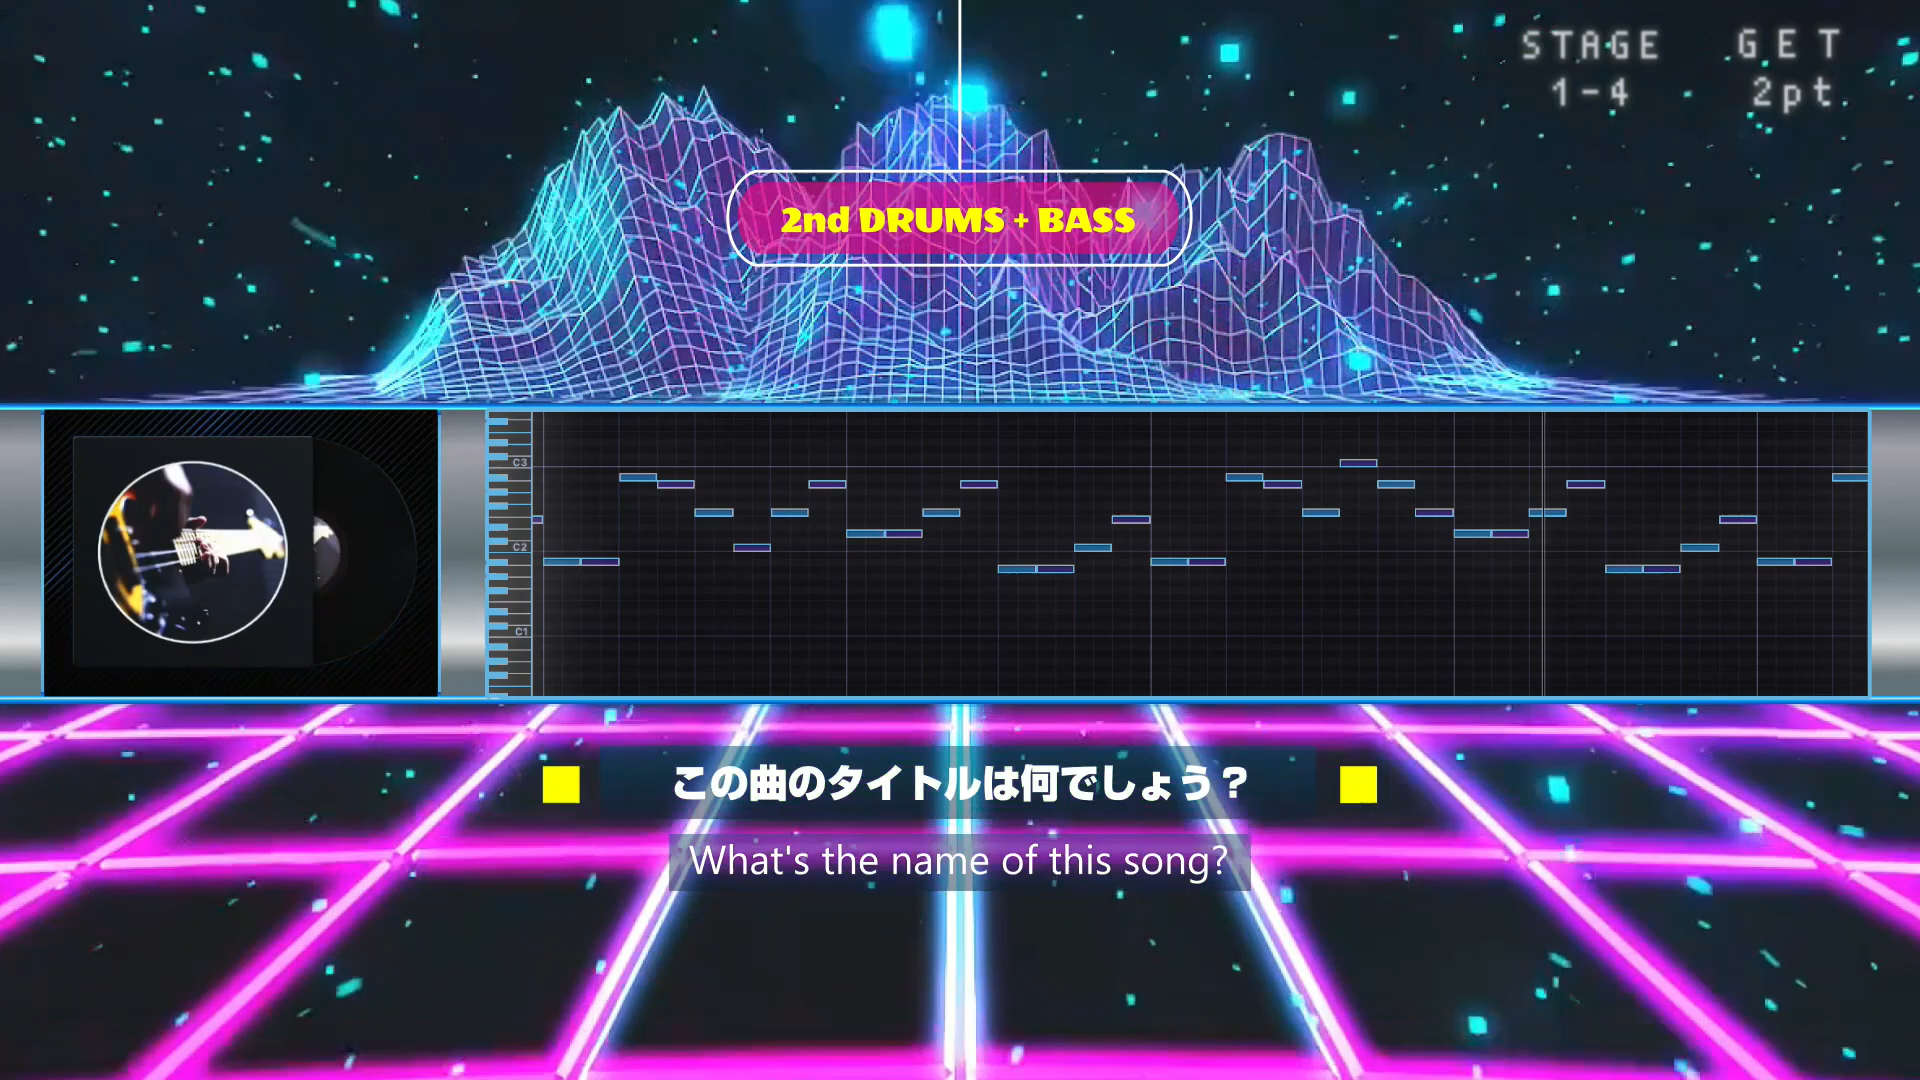 STAGE GET
1-4 2pt
2nd DRUMS + BASS
C3
C2
C1
この曲のタイトルは何でしょう？
What's the name of this song?